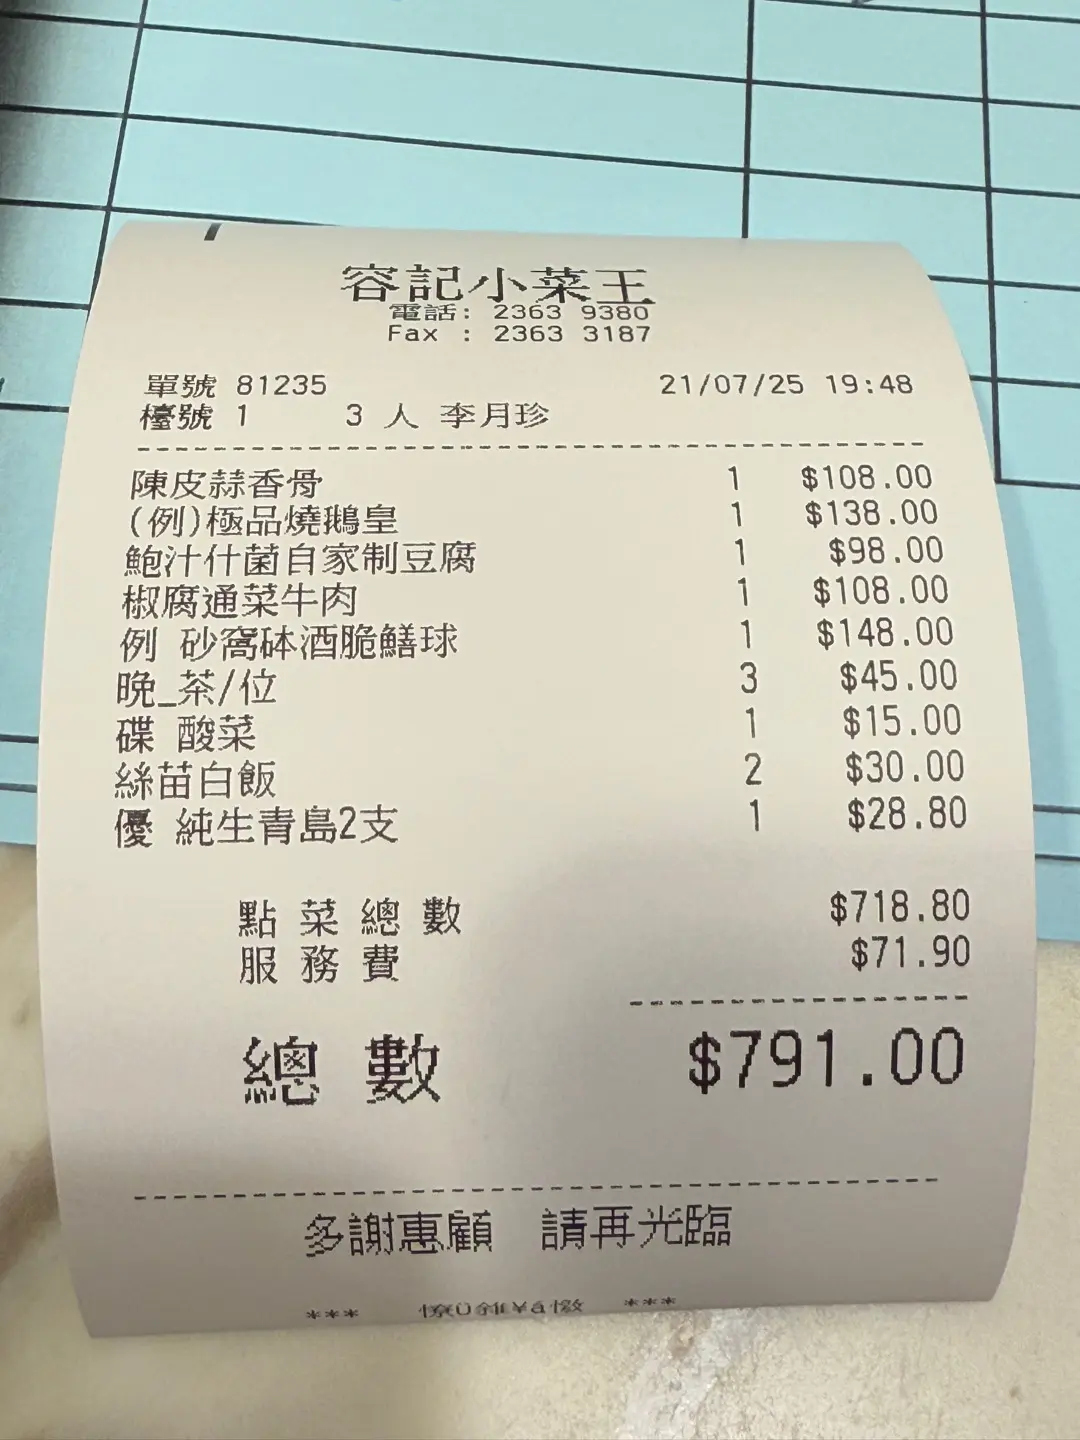 容記小菜王
電話: 2363 9380
Fax : 2363 3187
單號 81235 21/07/25 19:48
檯號 1 3 人 李月珍
陳皮蒜香骨 1 $108.00
(例)極品燒鵝皇 1 $138.00
鮑汁什菌自家制豆腐 1 $98.00
椒腐通菜牛肉 1 $108.00
例 砂窩砵酒脆鱔球 1 $148.00
晚_茶/位 3 $45.00
碟 酸菜 1 $15.00
絲苗白飯 2 $30.00
優 純生青島2支 1 $28.80
點菜總數 $718.80
服務費 $71.90
總數 $791.00
多謝惠顧 請再光臨
*** ***